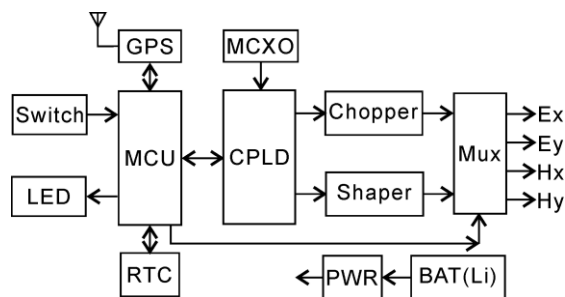 GPS
MCXO
Switch
MCU
CPLD
Chopper
Mux
Ex
Ey
Hx
Hy
LED
Shaper
RTC
PWR
BAT(Li)